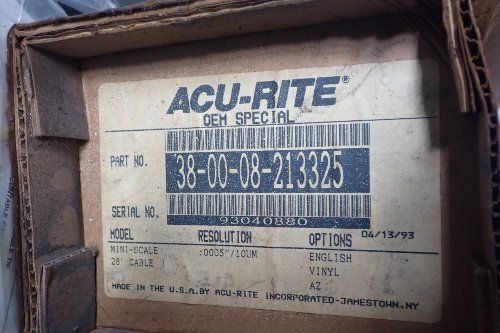 ACU-RITE®
OEM SPECIAL
PART NO. 38-00-08-213325
SERIAL NO. 93040880
MODEL RESOLUTION OPTIONS 04/13/93
MINI-SCALE .0005"/10UM ENGLISH
28' CABLE VINYL
AZ
MADE IN THE U.S.A. BY ACU-RITE INCORPORATED-JAMESTOWN, NY